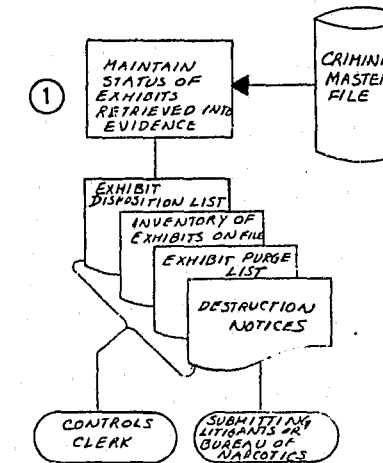 1
MAINTAIN
STATUS OF
EXHIBITS
RETRIEVED INTO
EVIDENCE
MASTER
FILE
EXHIBIT
DISPOSITION LIST
INVENTORY OF
EXHIBITS ON FILE
EXHIBIT PURGE
LIST
DESTRUCTION
NOTICES
CONTROLS
CLERK
SUBMITTING
LITIGANTS OR
BUREAU OF
NARCOTICS